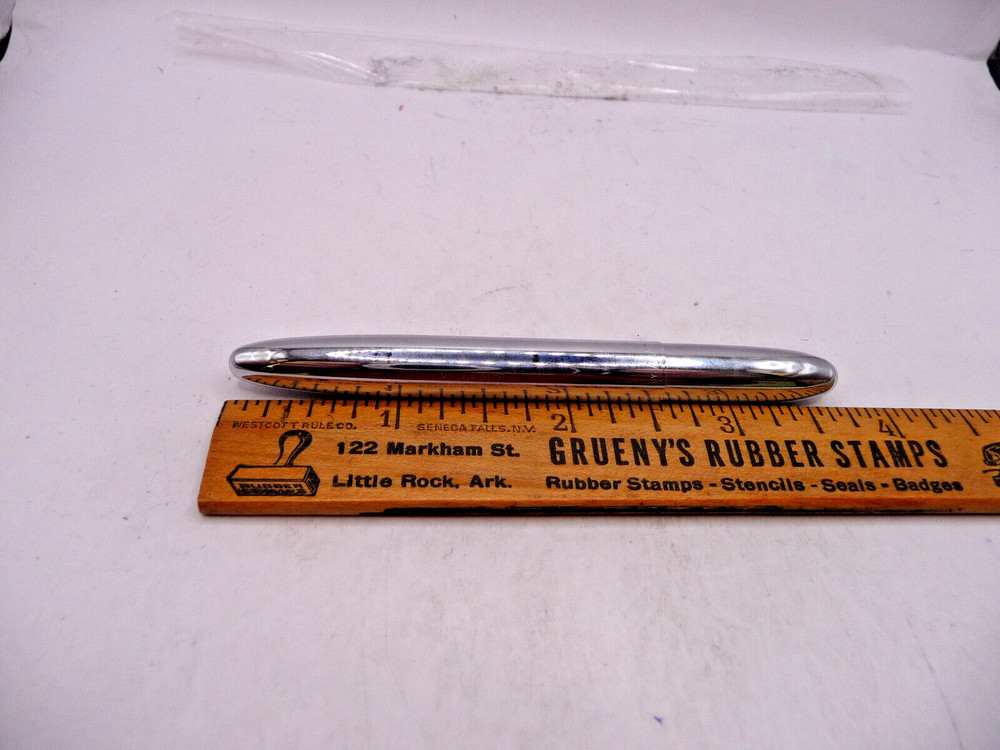 1 2 3 4
WESTCOTT RULE CO. SENECA FALLS, N.Y.
122 Markham St. GRUENY'S RUBBER STAMPS
Little Rock, Ark. Rubber Stamps - Stencils - Seals - Badges
RUBBER